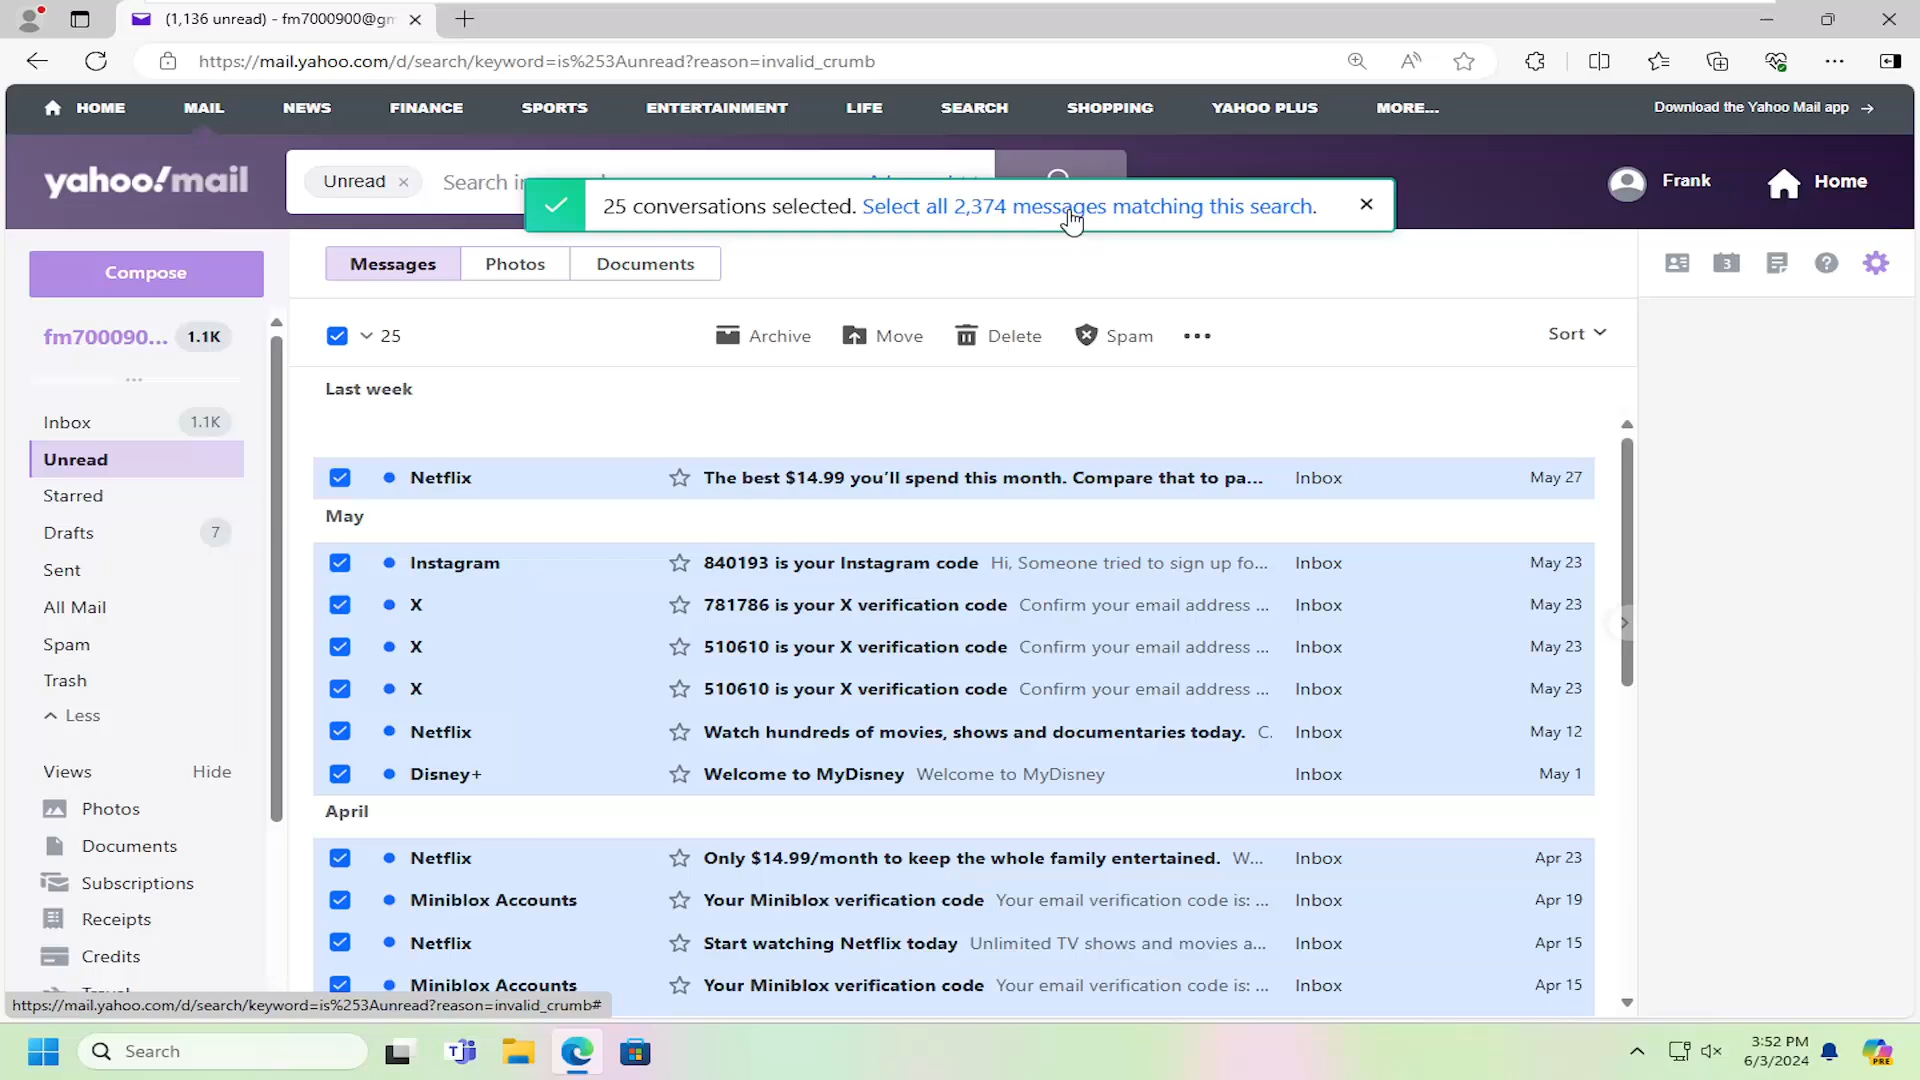 (1,136 unread) - fm7000900@gm
https://mail.yahoo.com/d/search/keyword=is%253Aunread?reason=invalid_crumb
HOME MAIL NEWS FINANCE SPORTS ENTERTAINMENT LIFE SEARCH SHOPPING YAHOO PLUS MORE... Download the Yahoo Mail app →
yahoo!mail
Unread × Search in
Frank Home
25 conversations selected. Select all 2,374 messages matching this search.
Compose
Messages Photos Documents
3
fm700090... 1.1K
25 Archive Move Delete Spam Sort
Last week
Inbox 1.1K
Unread
Starred
Drafts 7
Sent
All Mail
Spam
Trash
Less
Views Hide
Photos
Documents
Subscriptions
Receipts
Credits
Netflix The best $14.99 you’ll spend this month. Compare that to pa... Inbox May 27
May
Instagram 840193 is your Instagram code Hi, Someone tried to sign up fo... Inbox May 23
X 781786 is your X verification code Confirm your email address ... Inbox May 23
X 510610 is your X verification code Confirm your email address ... Inbox May 23
X 510610 is your X verification code Confirm your email address ... Inbox May 23
Netflix Watch hundreds of movies, shows and documentaries today. C. Inbox May 12
Disney+ Welcome to MyDisney Welcome to MyDisney Inbox May 1
April
Netflix Only $14.99/month to keep the whole family entertained. W... Inbox Apr 23
Miniblox Accounts Your Miniblox verification code Your email verification code is: ... Inbox Apr 19
Netflix Start watching Netflix today Unlimited TV shows and movies a... Inbox Apr 15
Miniblox Accounts Your Miniblox verification code Your email verification code is: ... Inbox Apr 15
https://mail.yahoo.com/d/search/keyword=is%253Aunread?reason=invalid_crumb#
Search
3:52 PM
6/3/2024
PRE